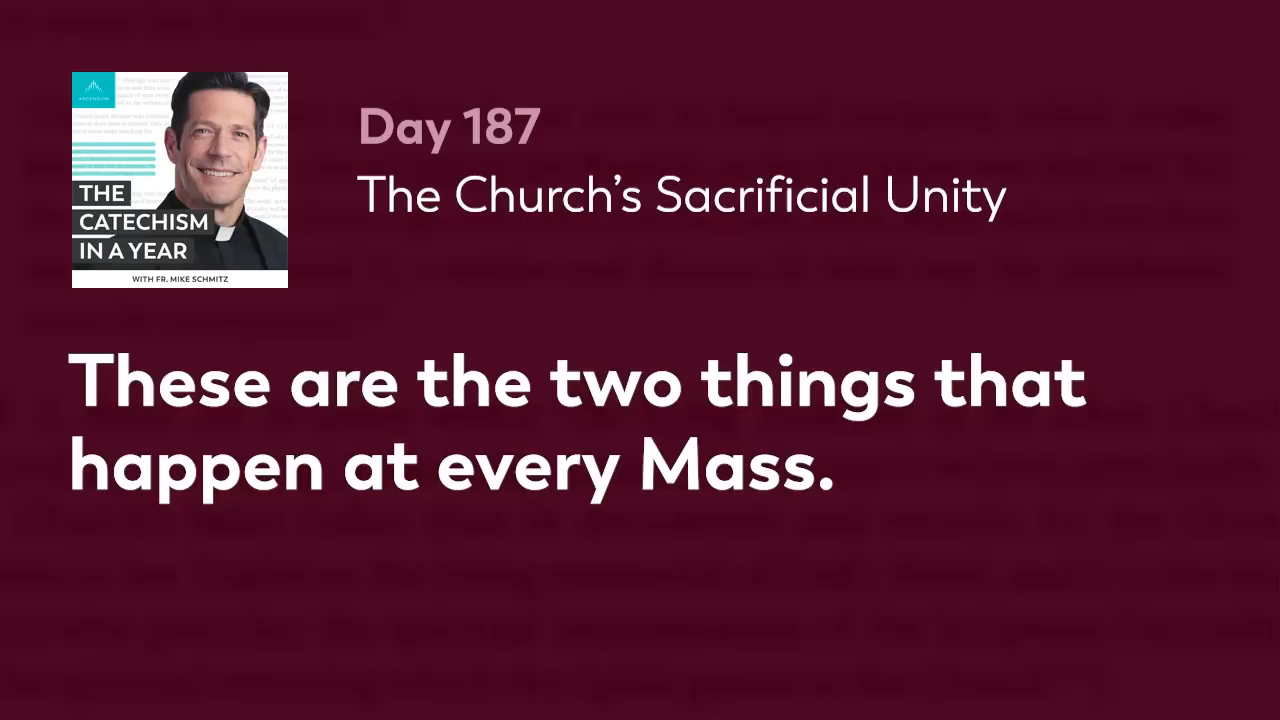 ASCENSION
THE
CATECHISM
IN A YEAR
WITH FR. MIKE SCHMITZ
Day 187
The Church’s Sacrificial Unity
These are the two things that
happen at every Mass.